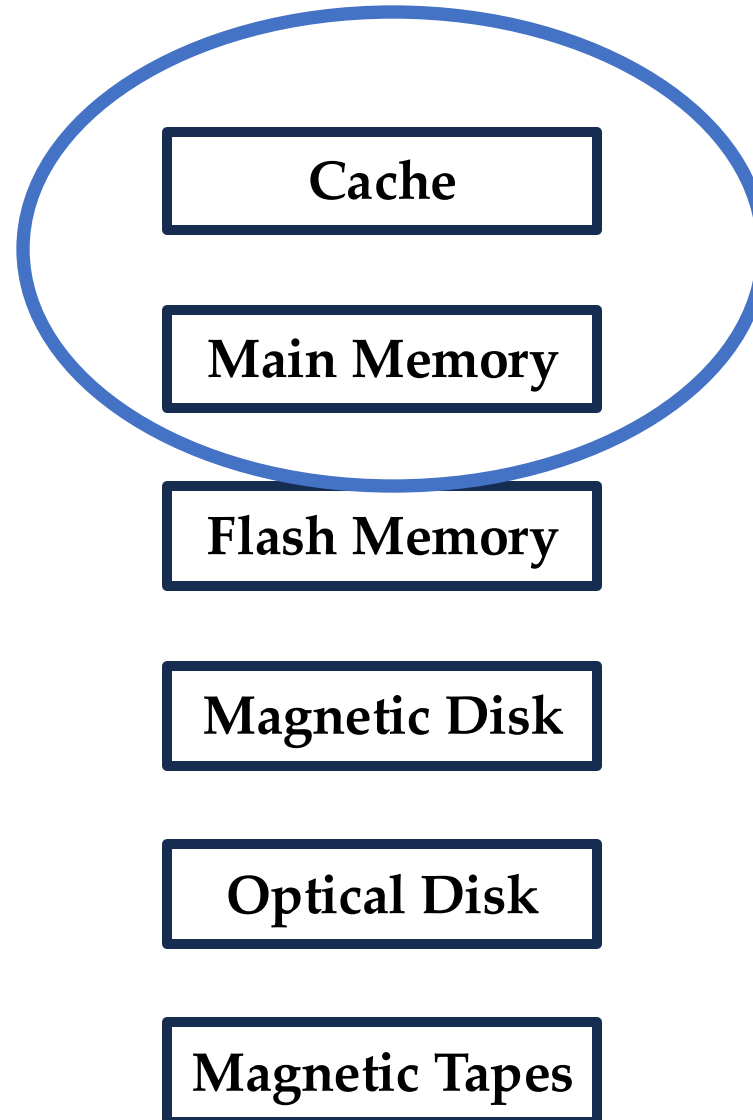 Cache
Main Memory
Flash Memory
Magnetic Disk
Optical Disk
Magnetic Tapes